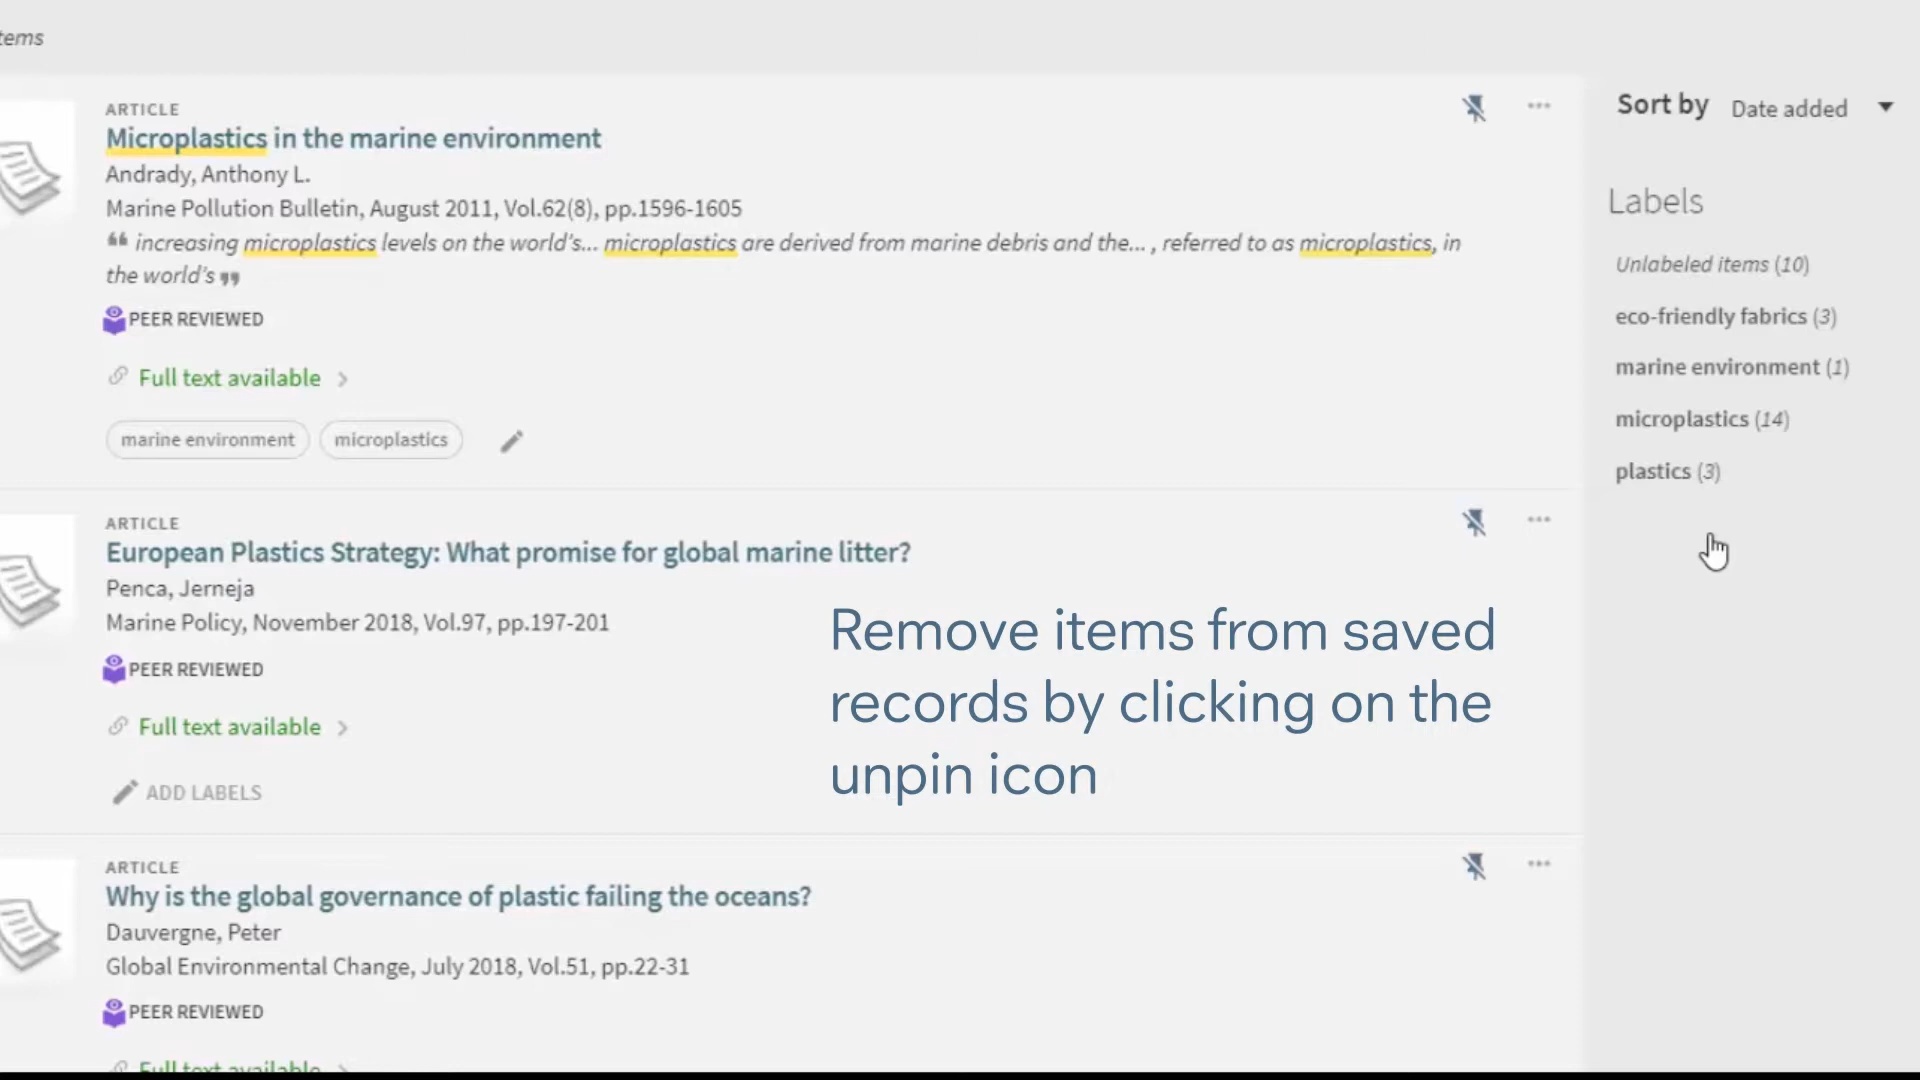 tems
ARTICLE
Microplastics in the marine environment
Andrady, Anthony L.
Marine Pollution Bulletin, August 2011, Vol.62(8), pp.1596-1605
❝ increasing microplastics levels on the world's... microplastics are derived from marine debris and the... , referred to as microplastics, in
the world's ❞
PEER REVIEWED
Full text available
marine environment
microplastics
ARTICLE
European Plastics Strategy: What promise for global marine litter?
Penca, Jerneja
Marine Policy, November 2018, Vol.97, pp.197-201
PEER REVIEWED
Full text available
ADD LABELS
ARTICLE
Why is the global governance of plastic failing the oceans?
Dauvergne, Peter
Global Environmental Change, July 2018, Vol.51, pp.22-31
PEER REVIEWED
Full text available
Remove items from saved
records by clicking on the
unpin icon
Sort by Date added
Labels
Unlabeled items (10)
eco-friendly fabrics (3)
marine environment (1)
microplastics (14)
plastics (3)